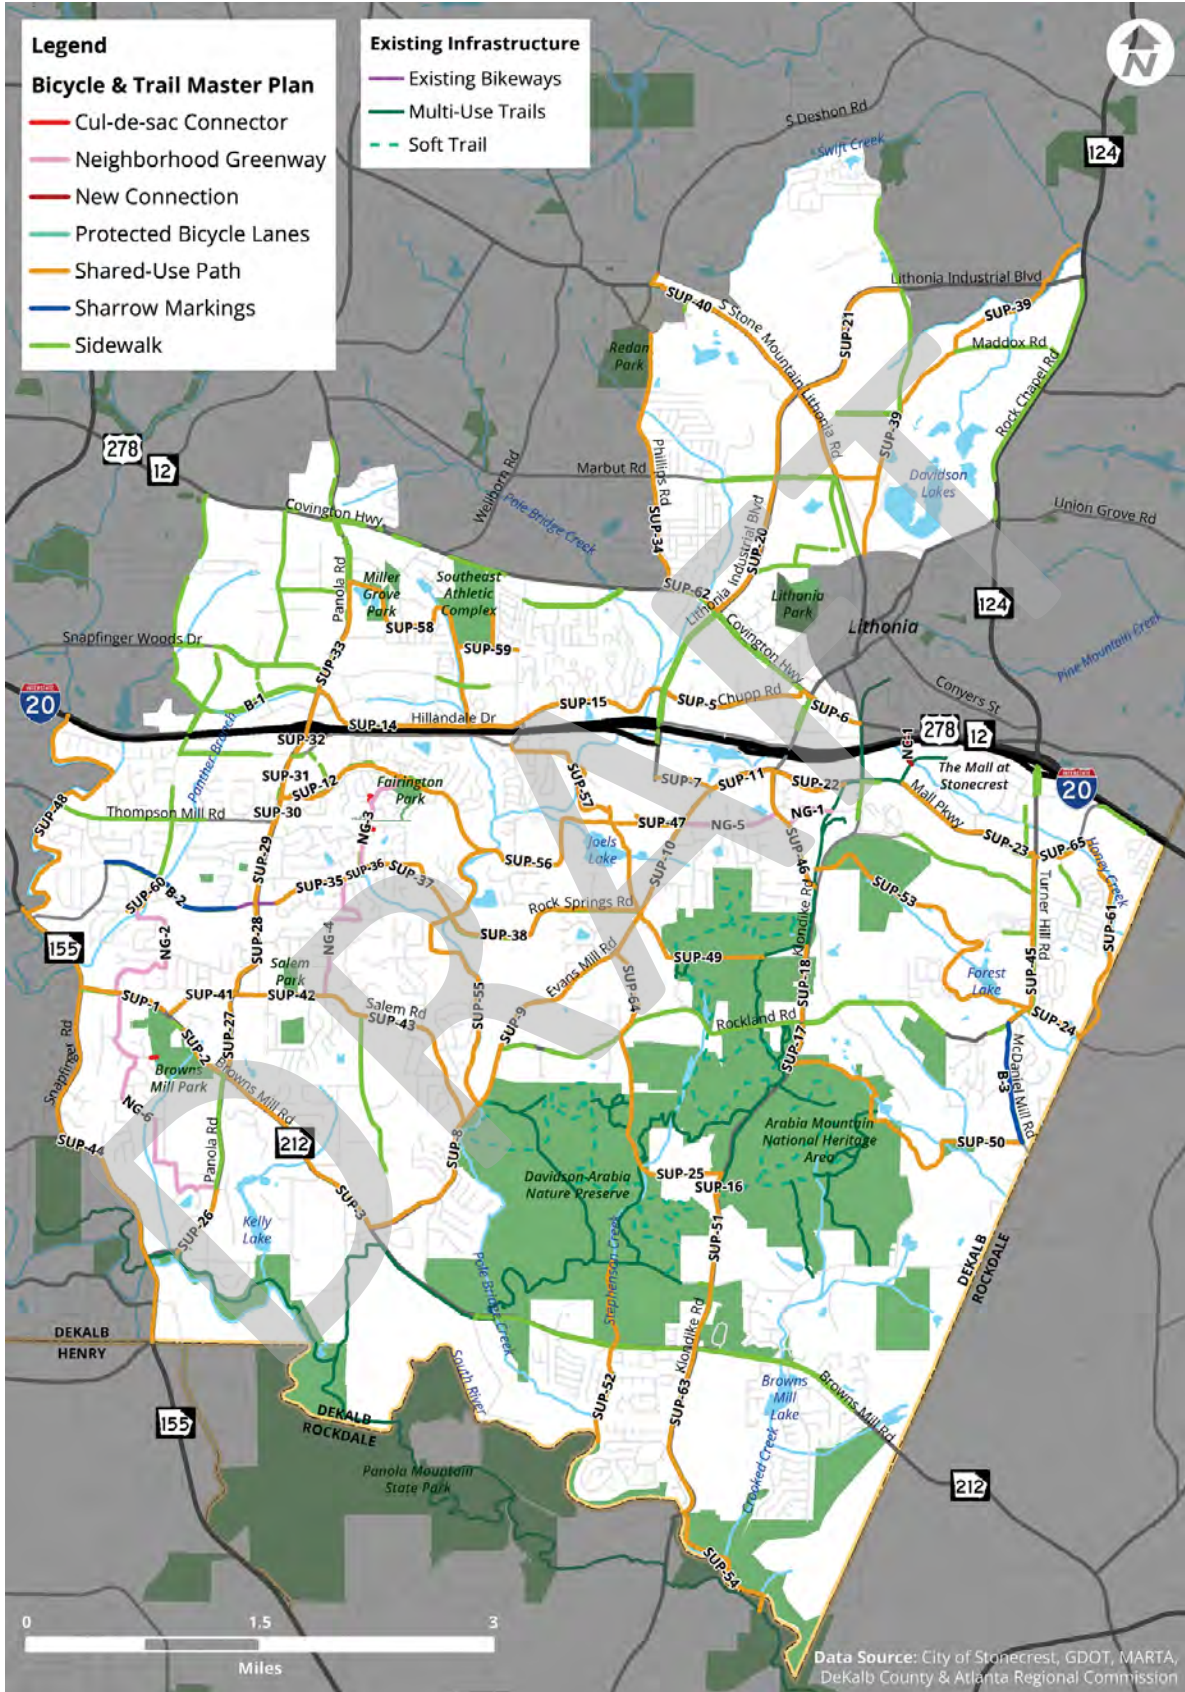 Legend
Bicycle & Trail Master Plan
Cul-de-sac Connector
Neighborhood Greenway
New Connection
Protected Bicycle Lanes
Shared-Use Path
Sharrow Markings
Sidewalk
Existing Infrastructure
Existing Bikeways
Multi-Use Trails
Soft Trail
N
S Deshon Rd
Swift Creek
124
Lithonia Industrial Blvd
SUP-40
S Stone Mountain Lithonia Rd
SUP-21
SUP-39
Maddox Rd
Redan
Park
Rock Chapel Rd
SUP-39
278
12
Wellborn Rd
Marbut Rd
Phillips Rd
Davidson
Lakes
Covington Hwy
Pole Bridge Creek
SUP-34
Lithonia Industrial Blvd
SUP-20
Union Grove Rd
Panola Rd
Miller
Grove
Park
Southeast
Athletic
Complex
SUP-62
Lithonia
Park
124
SUP-58
Lithonia
Covington Hwy
Snapfinger Woods Dr
SUP-33
SUP-59
Pine Mountain Creek
Conyers St
20
B-1
SUP-15
SUP-5
Chupp Rd
SUP-6
SUP-14
Hillandale Dr
Panther Branch
SUP-32
NG-1
278
12
The Mall at
Stonecrest
20
SUP-31
SUP-12
Fairington
Park
SUP-57
SUP-7
SUP-11
SUP-22
Mall Pkwy
SUP-48
Thompson Mill Rd
SUP-30
NG-3
SUP-47
NG-5
NG-1
SUP-23
SUP-65
Honey Creek
SUP-29
Joels
Lake
SUP-10
SUP-46
SUP-56
SUP-60
B-2
SUP-35
SUP-36
SUP-37
SUP-53
Turner Hill Rd
SUP-61
Rock Springs Rd
Klondike Rd
155
NG-2
SUP-28
NG-4
SUP-38
Evans Mill Rd
SUP-49
Salem
Park
SUP-18
SUP-45
Forest
Lake
SUP-1
SUP-41
SUP-42
Salem Rd
SUP-43
SUP-55
SUP-9
SUP-64
Rockland Rd
SUP-24
SUP-27
SUP-2
SUP-17
Snapfinger Rd
Browns
Mill Park
Browns Mill Rd
McDaniel Mill Rd
B-3
NG-6
212
Arabia Mountain
National Heritage
Area
SUP-44
Panola Rd
SUP-8
SUP-50
Davidson-Arabia
Nature Preserve
SUP-25
SUP-16
SUP-3
SUP-26
Kelly
Lake
SUP-51
Pole Bridge Creek
Stephenson Creek
DEKALB
ROCKDALE
DEKALB
HENRY
Klondike Rd
South River
SUP-52
SUP-63
Browns
Mill
Lake
Browns Mill Rd
155
DEKALB
ROCKDALE
Crooked Creek
Panola Mountain
State Park
212
SUP-54
0
1.5
3
Miles
Data Source: City of Stonecrest, GDOT, MARTA,
DeKalb County & Atlanta Regional Commission
DRAFT